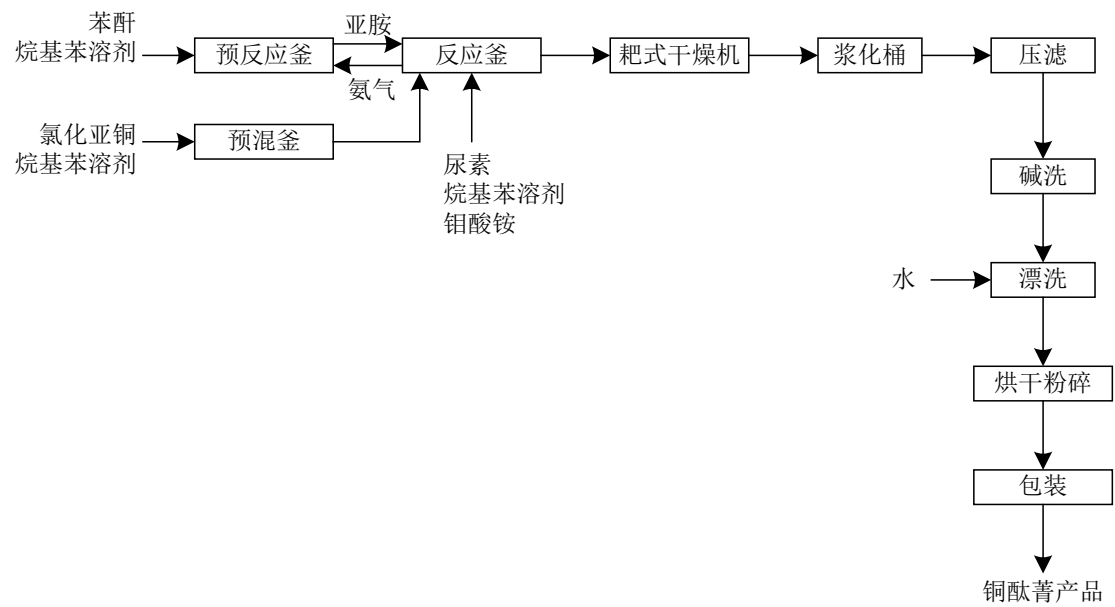 苯酐
烷基苯溶剂
预反应釜
亚胺
氨气
反应釜
耙式干燥机
浆化桶
压滤
氯化亚铜
烷基苯溶剂
预混釜
尿素
烷基苯溶剂
钼酸铵
碱洗
水
漂洗
烘干粉碎
包装
铜酞菁产品